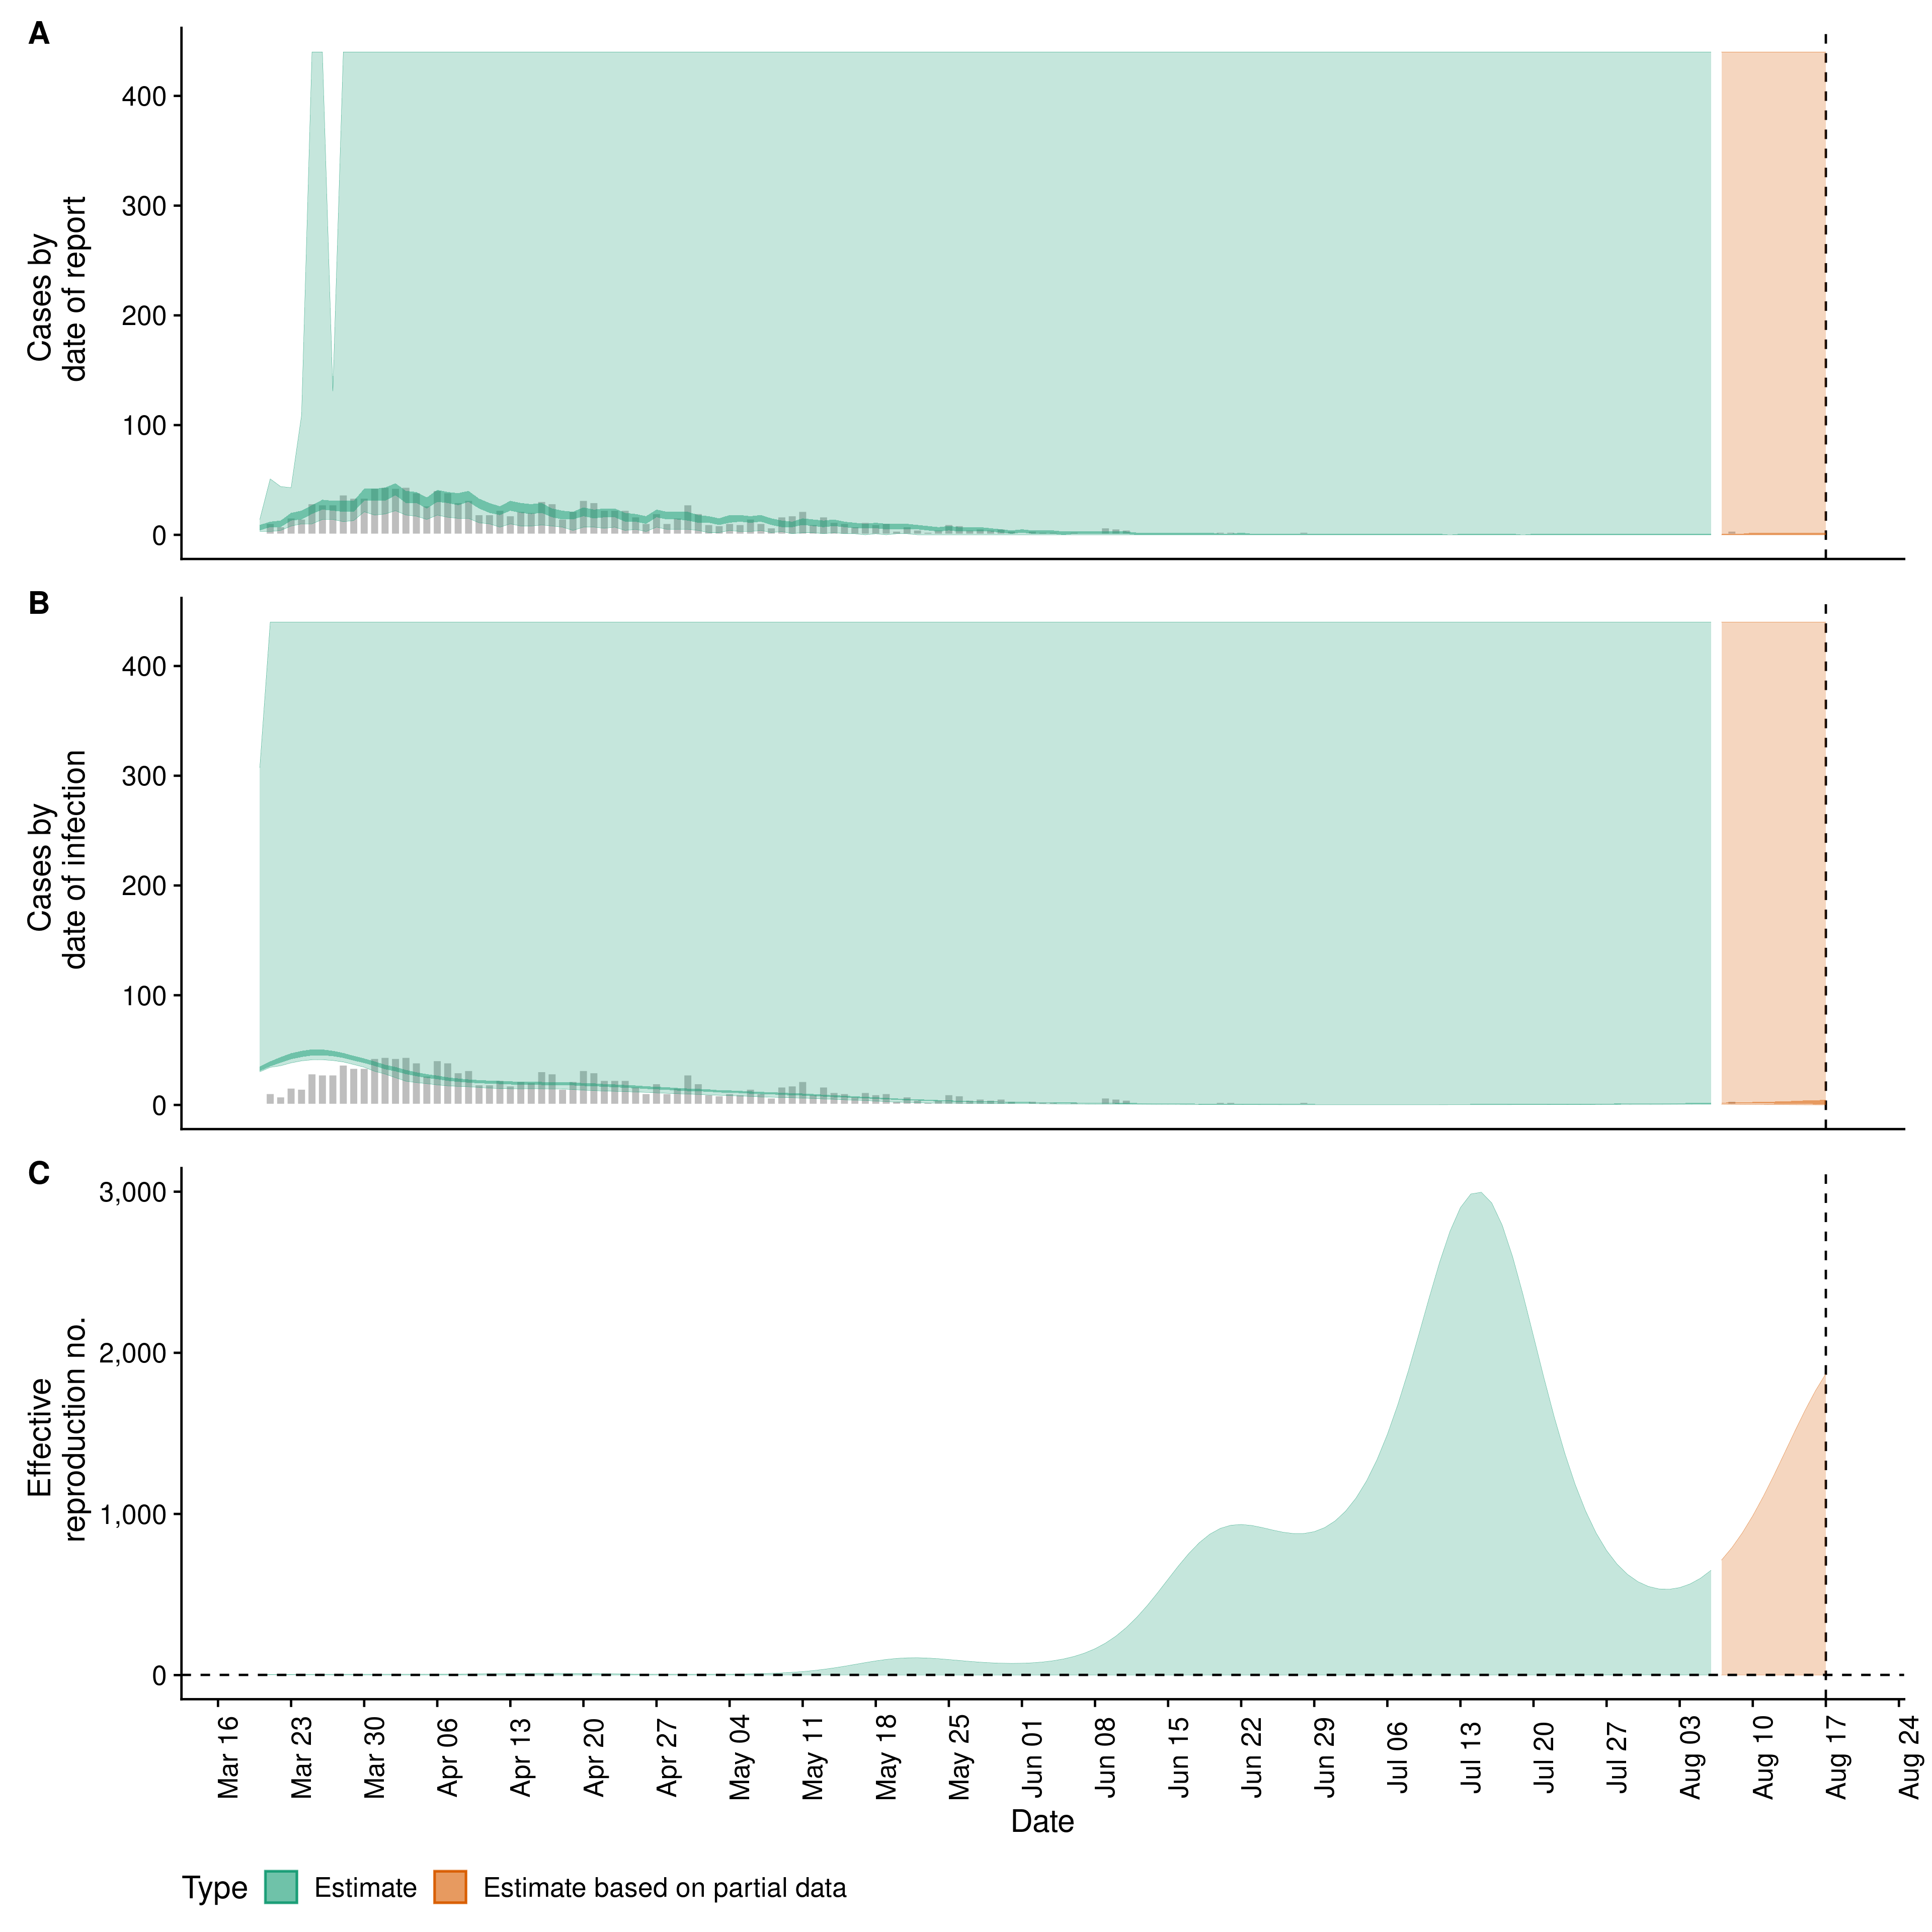 A
400
300
200
100
0
Cases by
date of report
B
400
300
200
100
0
Cases by
date of infection
C
3,000
2,000
1,000
0
Effective
reproduction no.
Mar 16
Mar 23
Mar 30
Apr 06
Apr 13
Apr 20
Apr 27
May 04
May 11
May 18
May 25
Jun 01
Jun 08
Jun 15
Jun 22
Jun 29
Jul 06
Jul 13
Jul 20
Jul 27
Aug 03
Aug 10
Aug 17
Aug 24
Date
Type Estimate Estimate based on partial data